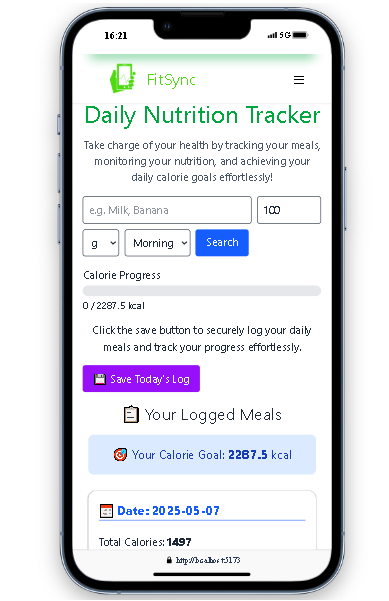 16:21
5G
FitSync
Daily Nutrition Tracker
Take charge of your health by tracking your meals,
monitoring your nutrition, and achieving your
daily calorie goals effortlessly!
e.g. Milk, Banana
100
g
Morning
Search
Calorie Progress
0 / 2287.5 kcal
Click the save button to securely log your daily
meals and track your progress effortlessly.
Save Today's Log
Your Logged Meals
Your Calorie Goal: 2287.5 kcal
Date: 2025-05-07
Total Calories: 1497
http://localhost:5173